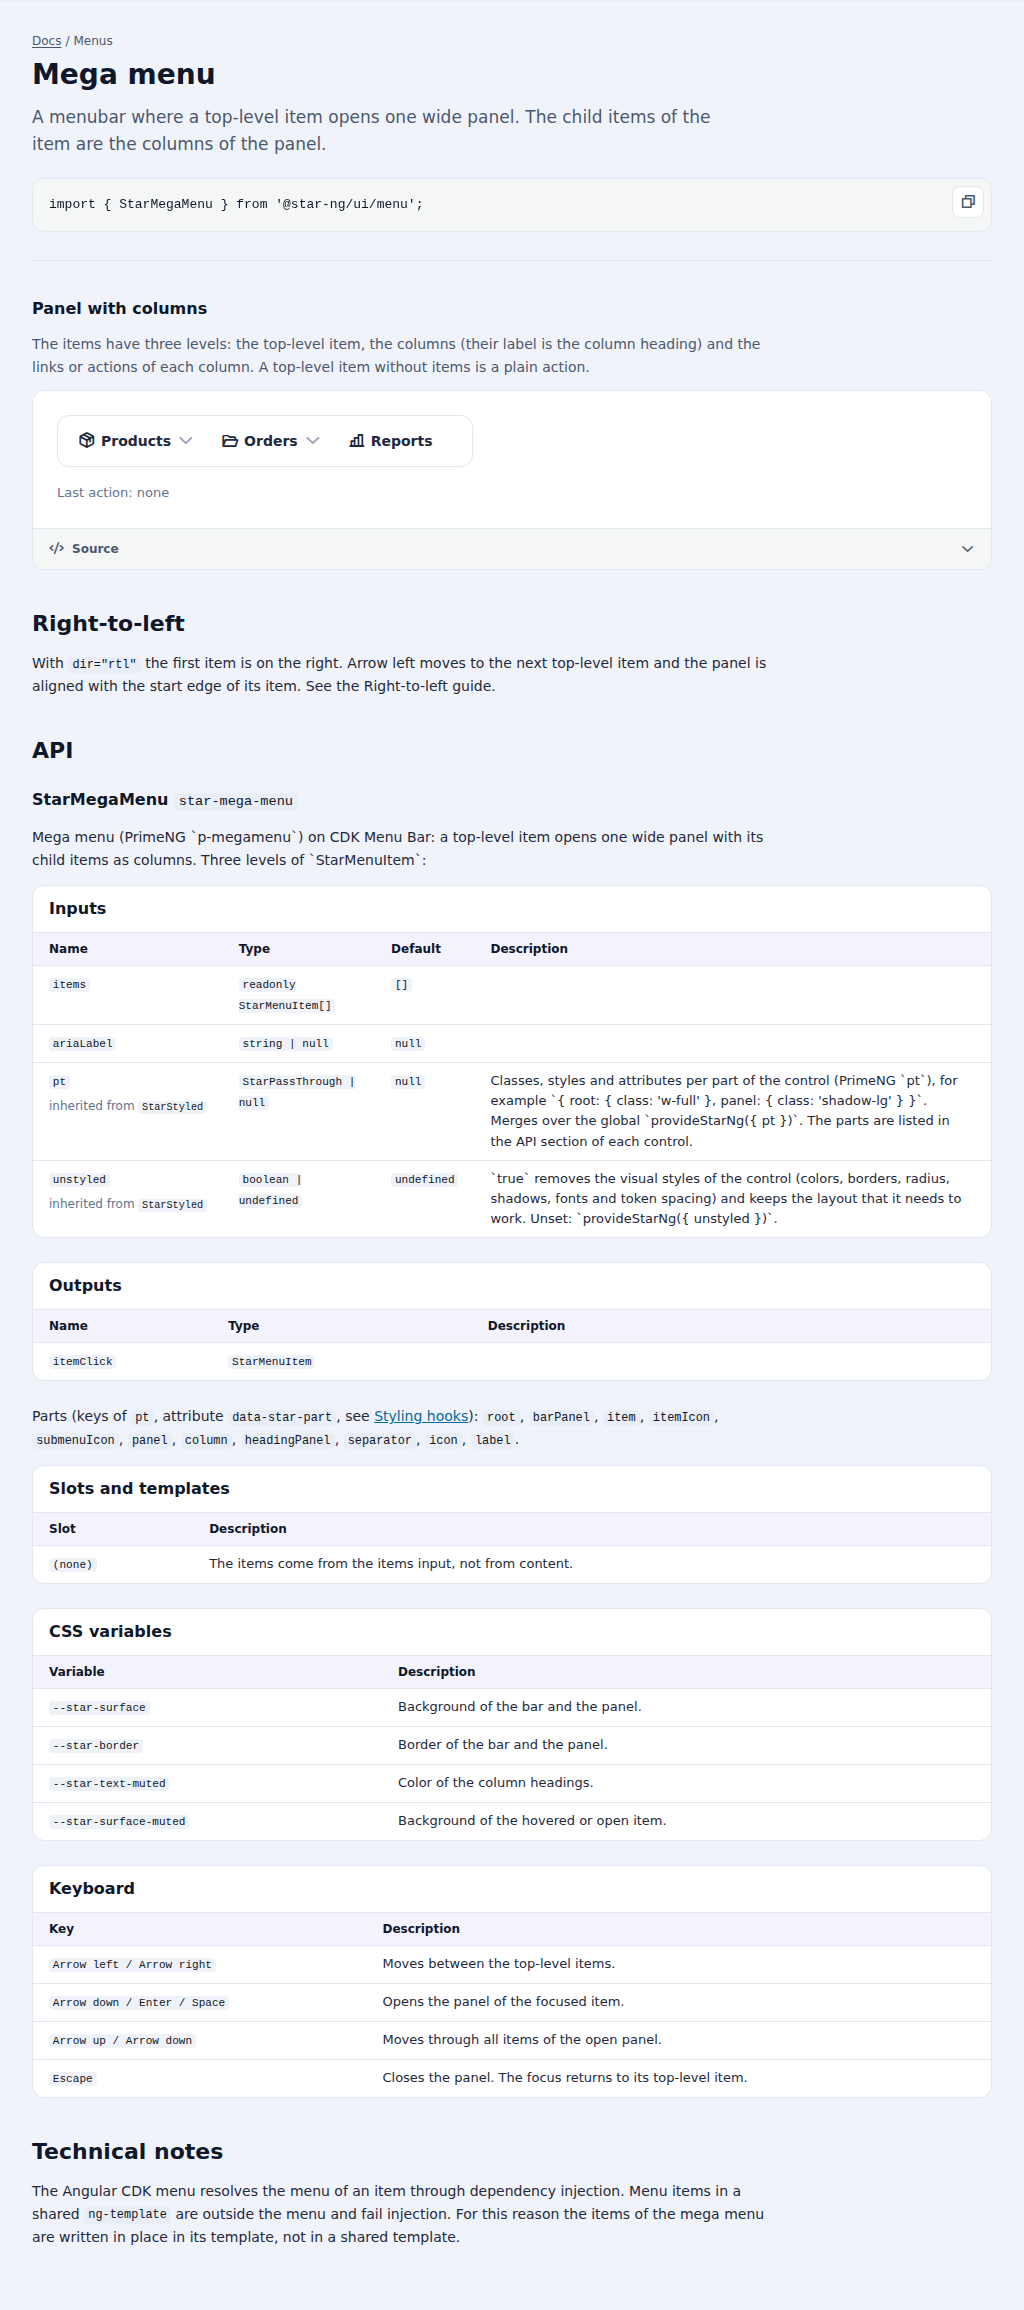 Docs / Menus
Mega menu
A menubar where a top-level item opens one wide panel. The child items of the
item are the columns of the panel.
import { StarMegaMenu } from '@star-ng/ui/menu';
Panel with columns
The items have three levels: the top-level item, the columns (their label is the column heading) and the
links or actions of each column. A top-level item without items is a plain action.
Products Orders Reports
Last action: none
Source
Right-to-left
With dir="rtl" the first item is on the right. Arrow left moves to the next top-level item and the panel is
aligned with the start edge of its item. See the Right-to-left guide.
API
StarMegaMenu star-mega-menu
Mega menu (PrimeNG `p-megamenu`) on CDK Menu Bar: a top-level item opens one wide panel with its
child items as columns. Three levels of `StarMenuItem`:
Inputs
Name Type Default Description
items readonly []
StarMenuItem[]
ariaLabel string | null null
pt StarPassThrough | null Classes, styles and attributes per part of the control (PrimeNG `pt`), for
null example `{ root: { class: 'w-full' }, panel: { class: 'shadow-lg' } }`.
inherited from StarStyled Merges over the global `provideStarNg({ pt })`. The parts are listed in
the API section of each control.
unstyled boolean | undefined `true` removes the visual styles of the control (colors, borders, radius,
inherited from StarStyled undefined shadows, fonts and token spacing) and keeps the layout that it needs to
work. Unset: `provideStarNg({ unstyled })`.
Outputs
Name Type Description
itemClick StarMenuItem
Parts (keys of pt, attribute data-star-part, see Styling hooks): root, barPanel, item, itemIcon,
submenuIcon, panel, column, headingPanel, separator, icon, label.
Slots and templates
Slot Description
(none) The items come from the items input, not from content.
CSS variables
Variable Description
--star-surface Background of the bar and the panel.
--star-border Border of the bar and the panel.
--star-text-muted Color of the column headings.
--star-surface-muted Background of the hovered or open item.
Keyboard
Key Description
Arrow left / Arrow right Moves between the top-level items.
Arrow down / Enter / Space Opens the panel of the focused item.
Arrow up / Arrow down Moves through all items of the open panel.
Escape Closes the panel. The focus returns to its top-level item.
Technical notes
The Angular CDK menu resolves the menu of an item through dependency injection. Menu items in a
shared ng-template are outside the menu and fail injection. For this reason the items of the mega menu
are written in place in its template, not in a shared template.